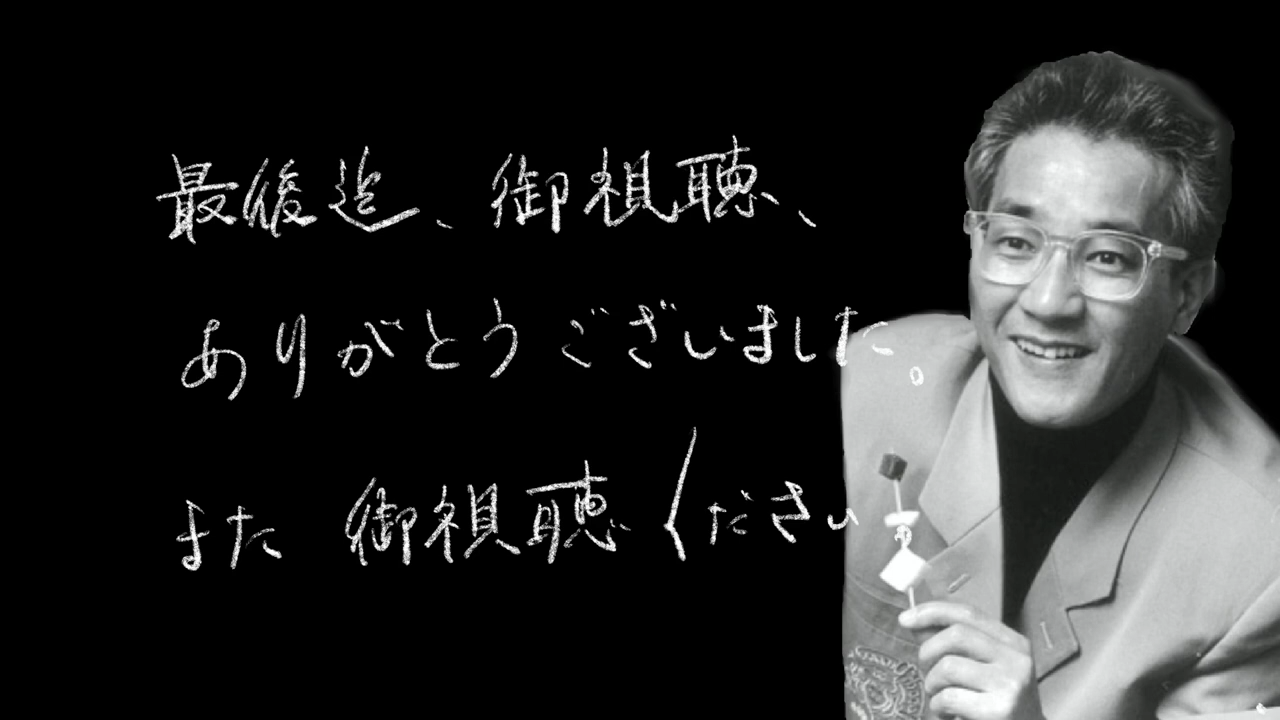 最後迄、御視聴、
ありがとうございました。
また 御視聴ください